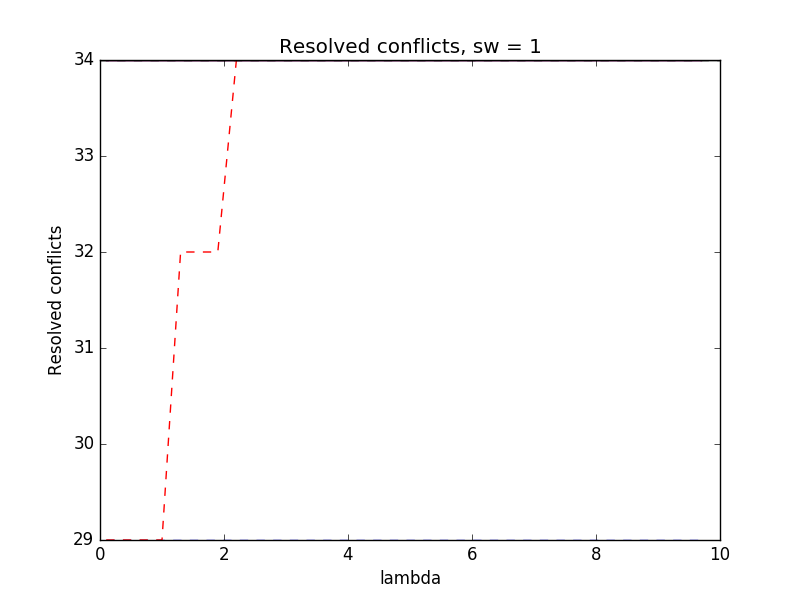 Resolved conflicts, sw = 1
34
33
32
31
30
29
Resolved conflicts
0 2 4 6 8 10
lambda